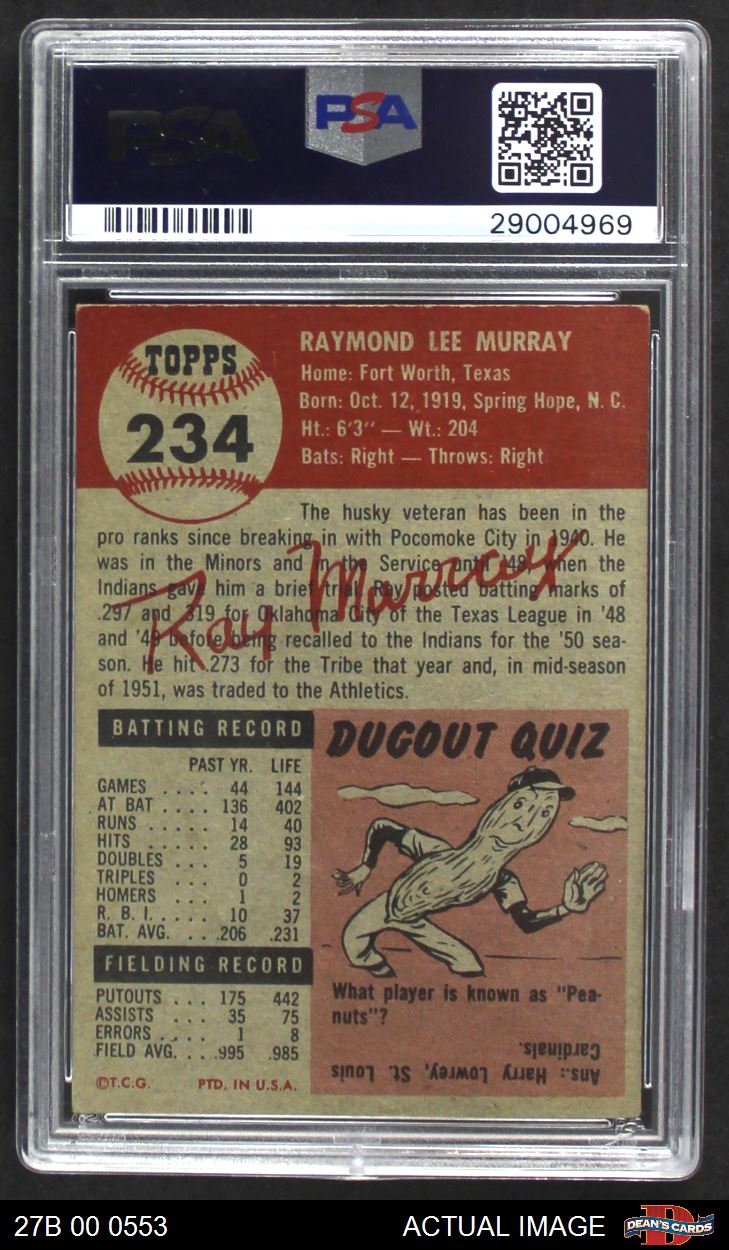 PSA
PSA
29004969
TOPPS
234
RAYMOND LEE MURRAY
Home: Fort Worth, Texas
Born: Oct. 12, 1919, Spring Hope, N. C.
Ht.: 6'3" — Wt.: 204
Bats: Right — Throws: Right
The husky veteran has been in the
pro ranks since breaking in with Pocomoke City in 1940. He
was in the Minors and in the Service until '48, when the
Indians gave him a brief trial. Ray posted batting marks of
.297 and .319 for Oklahoma City of the Texas League in '48
and '49 before being recalled to the Indians for the '50 sea-
son. He hit .273 for the Tribe that year and, in mid-season
of 1951, was traded to the Athletics.
Ray Murray
BATTING RECORD
PAST YR. LIFE
GAMES .... 44 144
AT BAT .... 136 402
RUNS ..... 14 40
HITS ..... 28 93
DOUBLES ... 5 19
TRIPLES ... 0 2
HOMERS ... 1 2
R. B. I. .... 10 37
BAT. AVG. ... .206 .231
FIELDING RECORD
PUTOUTS ... 175 442
ASSISTS ... 35 75
ERRORS .... 1 8
FIELD AVG. ... .995 .985
©T.C.G. PTD. IN U.S.A.
DUGOUT QUIZ
What player is known as "Pea-
nuts"?
Ans.: Harry Lowrey, St. Louis
Cardinals.
27B 00 0553 ACTUAL IMAGE D DEAN'S CARDS